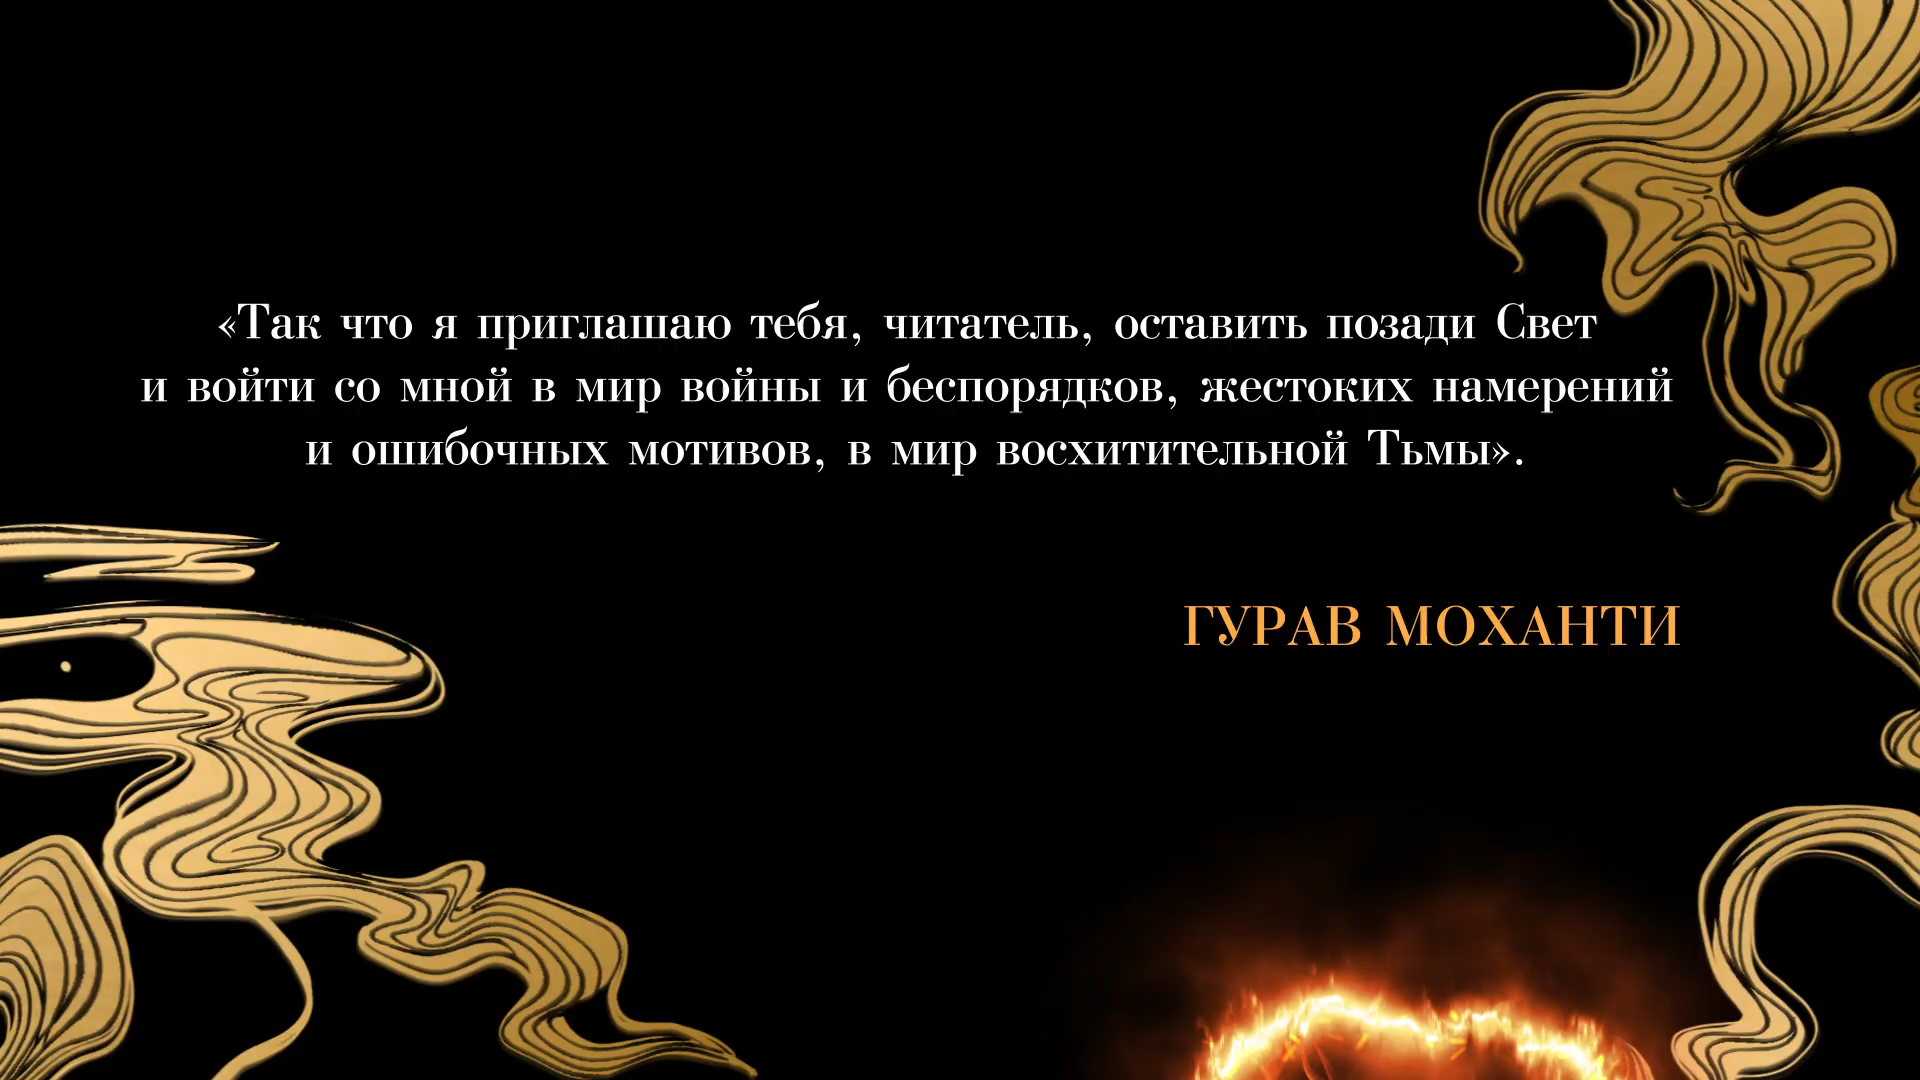 «Так что я приглашаю тебя, читатель, оставить позади Свет
и войти со мной в мир войны и беспорядков, жестоких намерений
и ошибочных мотивов, в мир восхитительной Тьмы».
ГУРАВ МОХАНТИ